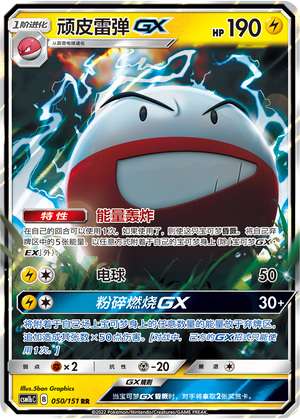 1阶进化 顽皮雷弹GX HP190
从霹雳电球进化
特性 能量轰炸
在自己的回合可以使用1次。如果使用了，则使这只宝可梦昏厥，将自己弃
牌区中的5张能量，以任意方式附着于自己的宝可梦身上（除「宝可梦GX・
EX」外）。
电球 50
粉碎燃烧GX 30+
将附着于自己场上宝可梦身上的任意数量的能量放于弃牌区，
追加造成其张数×50点伤害。[对战中，己方的GX招式只能使
用1次。]
弱点 ×2 抗性 -20 撤退
Illus.5ban Graphics
GX规则
csm1bC B 050/151 RR
当宝可梦GX昏厥时，对手将拿取2张奖赏卡。
©2022 Pokémon/Nintendo/Creatures/GAME FREAK.